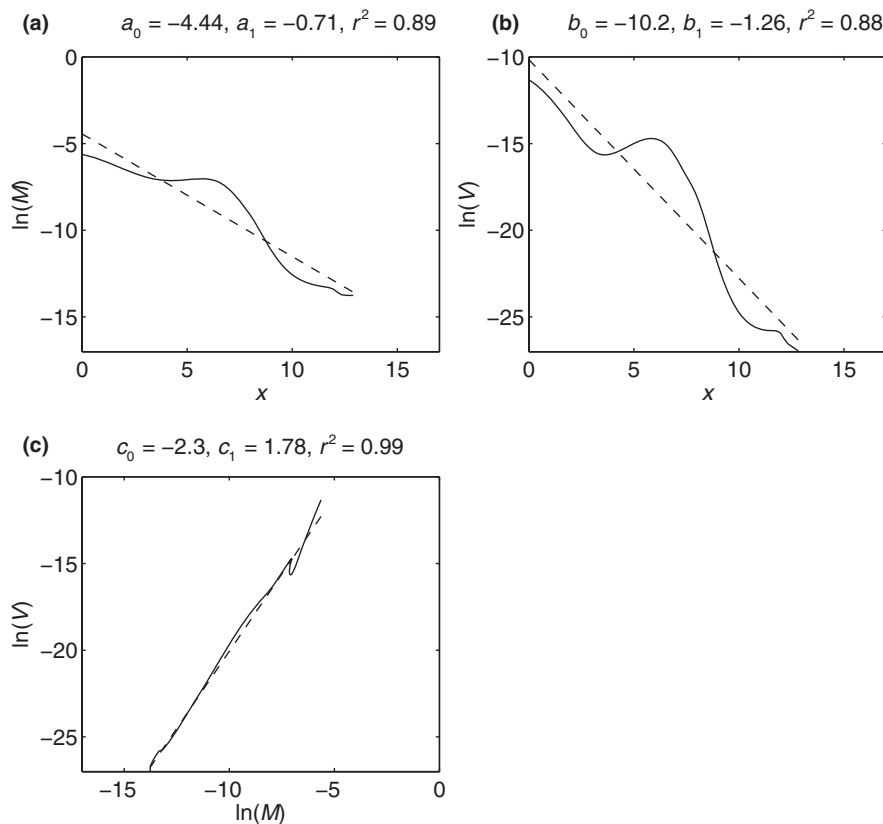 (a) a0 = −4.44, a1 = −0.71, r2 = 0.89
0
−5
−10
−15
ln(M)
0 5 10 15
x
(b) b0 = −10.2, b1 = −1.26, r2 = 0.88
−10
−15
−20
−25
ln(V)
0 5 10 15
x
(c) c0 = −2.3, c1 = 1.78, r2 = 0.99
−10
−15
−20
−25
ln(V)
−15 −10 −5 0
ln(M)